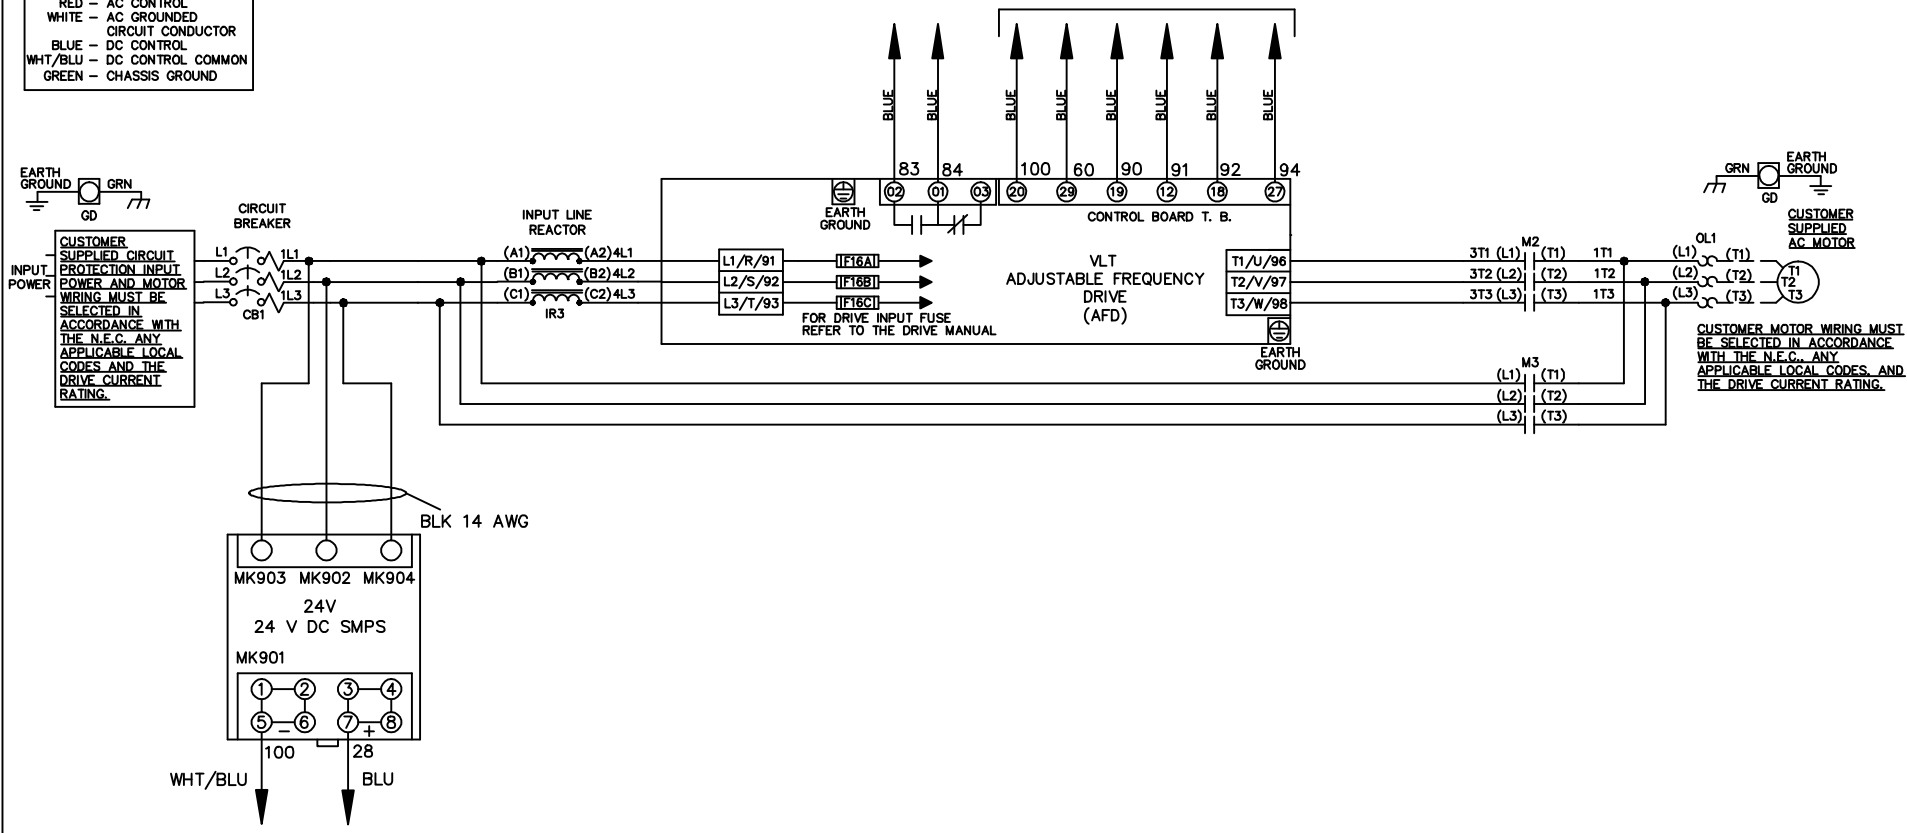 RED – AC CONTROL
WHITE – AC GROUNDED
CIRCUIT CONDUCTOR
BLUE – DC CONTROL
WHT/BLU – DC CONTROL COMMON
GREEN – CHASSIS GROUND
BLUE
BLUE
BLUE
BLUE
BLUE
BLUE
BLUE
BLUE
83
84
100
60
90
91
92
94
02
01
03
20
29
19
12
18
27
EARTH
GROUND
CONTROL BOARD T. B.
EARTH
GROUND
GRN
GD
CIRCUIT
BREAKER
INPUT LINE
REACTOR
INPUT
POWER
CUSTOMER
SUPPLIED CIRCUIT
PROTECTION INPUT
POWER AND MOTOR
WIRING MUST BE
SELECTED IN
ACCORDANCE WITH
THE N.E.C. ANY
APPLICABLE LOCAL
CODES AND THE
DRIVE CURRENT
RATING.
L1 1L1
L2 1L2
L3 1L3
CB1
(A1) (A2) 4L1
(B1) (B2) 4L2
(C1) (C2) 4L3
IR3
L1/R/91
L2/S/92
L3/T/93
F16A
F16B
F16C
FOR DRIVE INPUT FUSE
REFER TO THE DRIVE MANUAL
VLT
ADJUSTABLE FREQUENCY
DRIVE
(AFD)
T1/U/96
T2/V/97
T3/W/98
EARTH
GROUND
M2
3T1 (L1) (T1) 1T1
3T2 (L2) (T2) 1T2
3T3 (L3) (T3) 1T3
M3
(L1) (T1)
(L2) (T2)
(L3) (T3)
OL1
(L1) (T1)
(L2) (T2)
(L3) (T3)
T1
T2
T3
GRN
EARTH
GROUND
GD
CUSTOMER
SUPPLIED
AC MOTOR
CUSTOMER MOTOR WIRING MUST
BE SELECTED IN ACCORDANCE
WITH THE N.E.C., ANY
APPLICABLE LOCAL CODES, AND
THE DRIVE CURRENT RATING.
BLK 14 AWG
MK903 MK902 MK904
24V
24 V DC SMPS
MK901
1 2 3 4
5 6 7 8
– +
100 28
WHT/BLU BLU